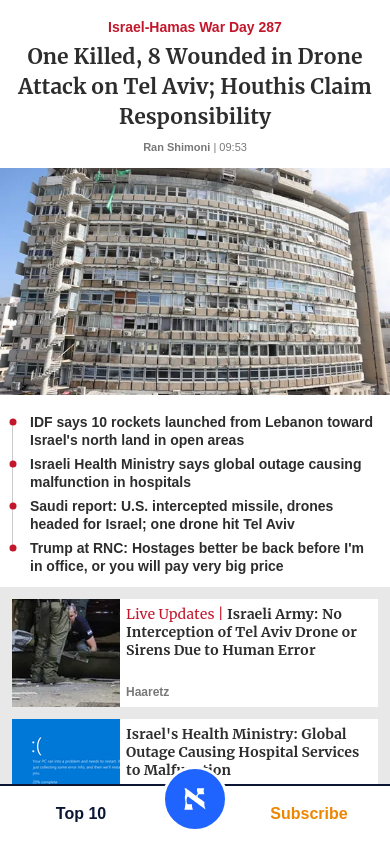 Israel-Hamas War Day 287
One Killed, 8 Wounded in Drone
Attack on Tel Aviv; Houthis Claim
Responsibility
Ran Shimoni | 09:53
IDF says 10 rockets launched from Lebanon toward
Israel's north land in open areas
Israeli Health Ministry says global outage causing
malfunction in hospitals
Saudi report: U.S. intercepted missile, drones
headed for Israel; one drone hit Tel Aviv
Trump at RNC: Hostages better be back before I'm
in office, or you will pay very big price
Live Updates | Israeli Army: No
Interception of Tel Aviv Drone or
Sirens Due to Human Error
Haaretz
:(
Israel's Health Ministry: Global
Outage Causing Hospital Services
to
Top 10
Subscribe